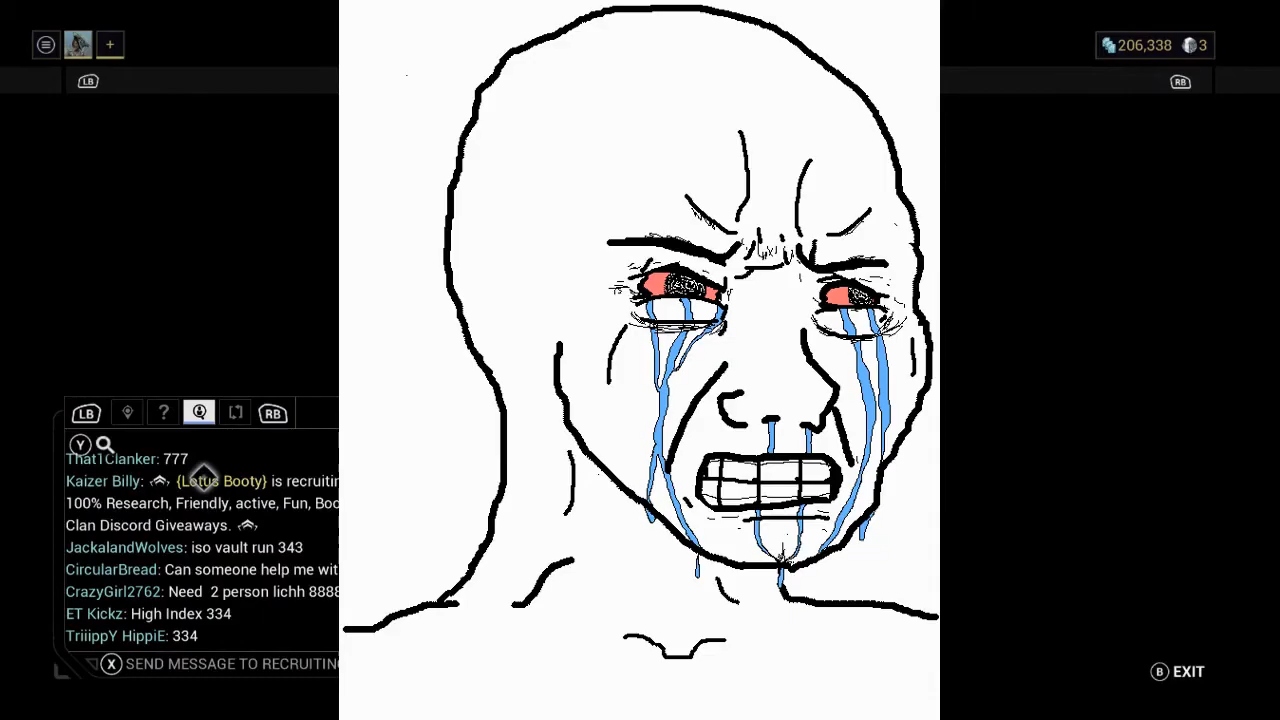 +
206,338 3
LB RB
LB ? RB
Y
That1Clanker: 777
Kaizer Billy: {Lotus Booty} is recruitin
100% Research, Friendly, active, Fun, Boo
Clan Discord Giveaways.
JackalandWolves: iso vault run 343
CircularBread: Can someone help me wit
CrazyGirl2762: Need 2 person lichh 8888
ET Kickz: High Index 334
TriiippY HippiE: 334
X SEND MESSAGE TO RECRUITING
B EXIT